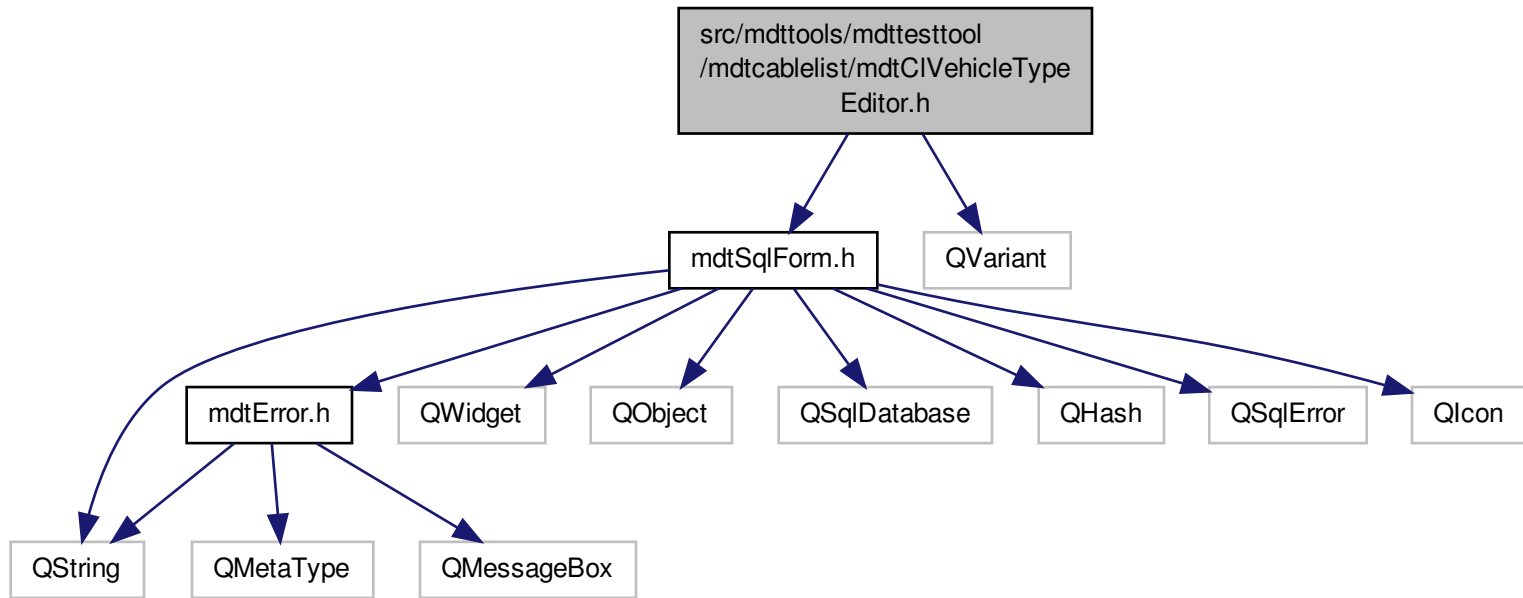 src/mdttools/mdttesttool
/mdtcablelist/mdtClVehicleType
Editor.h
mdtSqlForm.h
QVariant
mdtError.h
QWidget
QObject
QSqlDatabase
QHash
QSqlError
QIcon
QString
QMetaType
QMessageBox